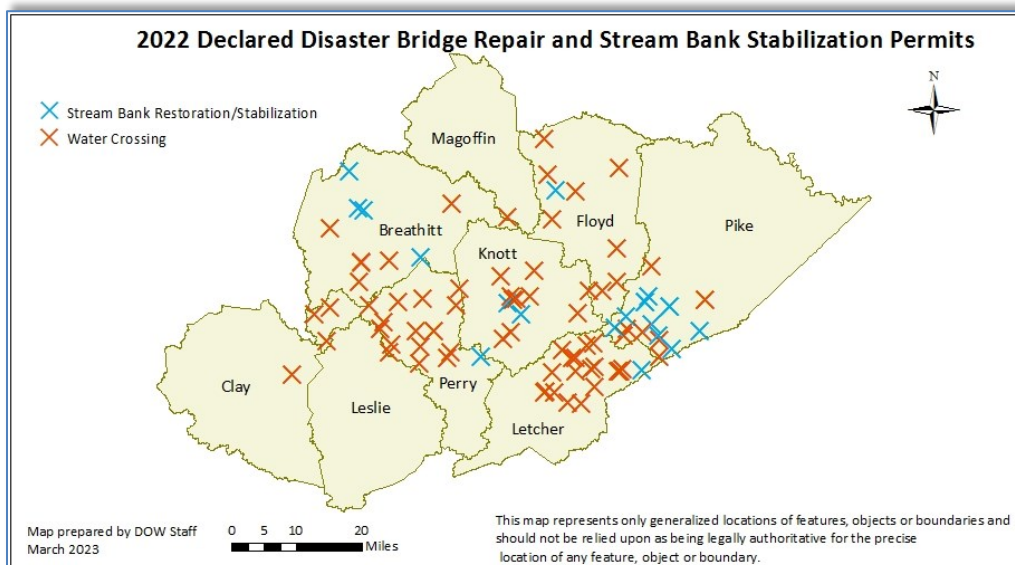 2022 Declared Disaster Bridge Repair and Stream Bank Stabilization Permits
N
Stream Bank Restoration/Stabilization
Water Crossing
Magoffin
Floyd
Pike
Breathitt
Knott
Clay
Leslie
Perry
Letcher
Map prepared by DOW Staff
March 2023
0 5 10 20
Miles
This map represents only generalized locations of features, objects or boundaries and
should not be relied upon as being legally authoritative for the precise
location of any feature, object or boundary.